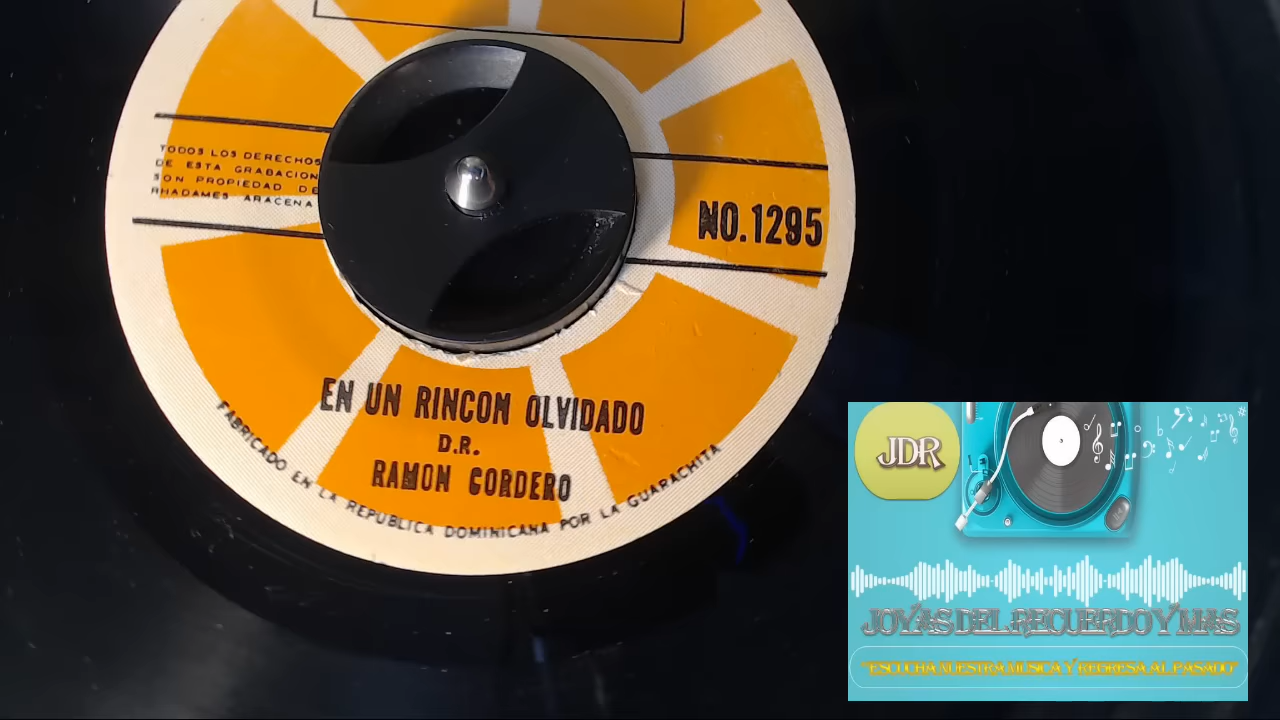 TODOS LOS DERECHOS
DE ESTA GRABACION
SON PROPIEDAD DE
RHADAMES ARACENA
NO.1295
EN UN RINCON OLVIDADO
D.R.
RAMON CORDERO
FABRICADO EN LA REPUBLICA DOMINICANA POR LA GUARACHITA
JDR
JOYAS DEL RECUERDO Y MAS
"ESCUCHA NUESTRA MUSICA Y REGRESA AL PASADO"